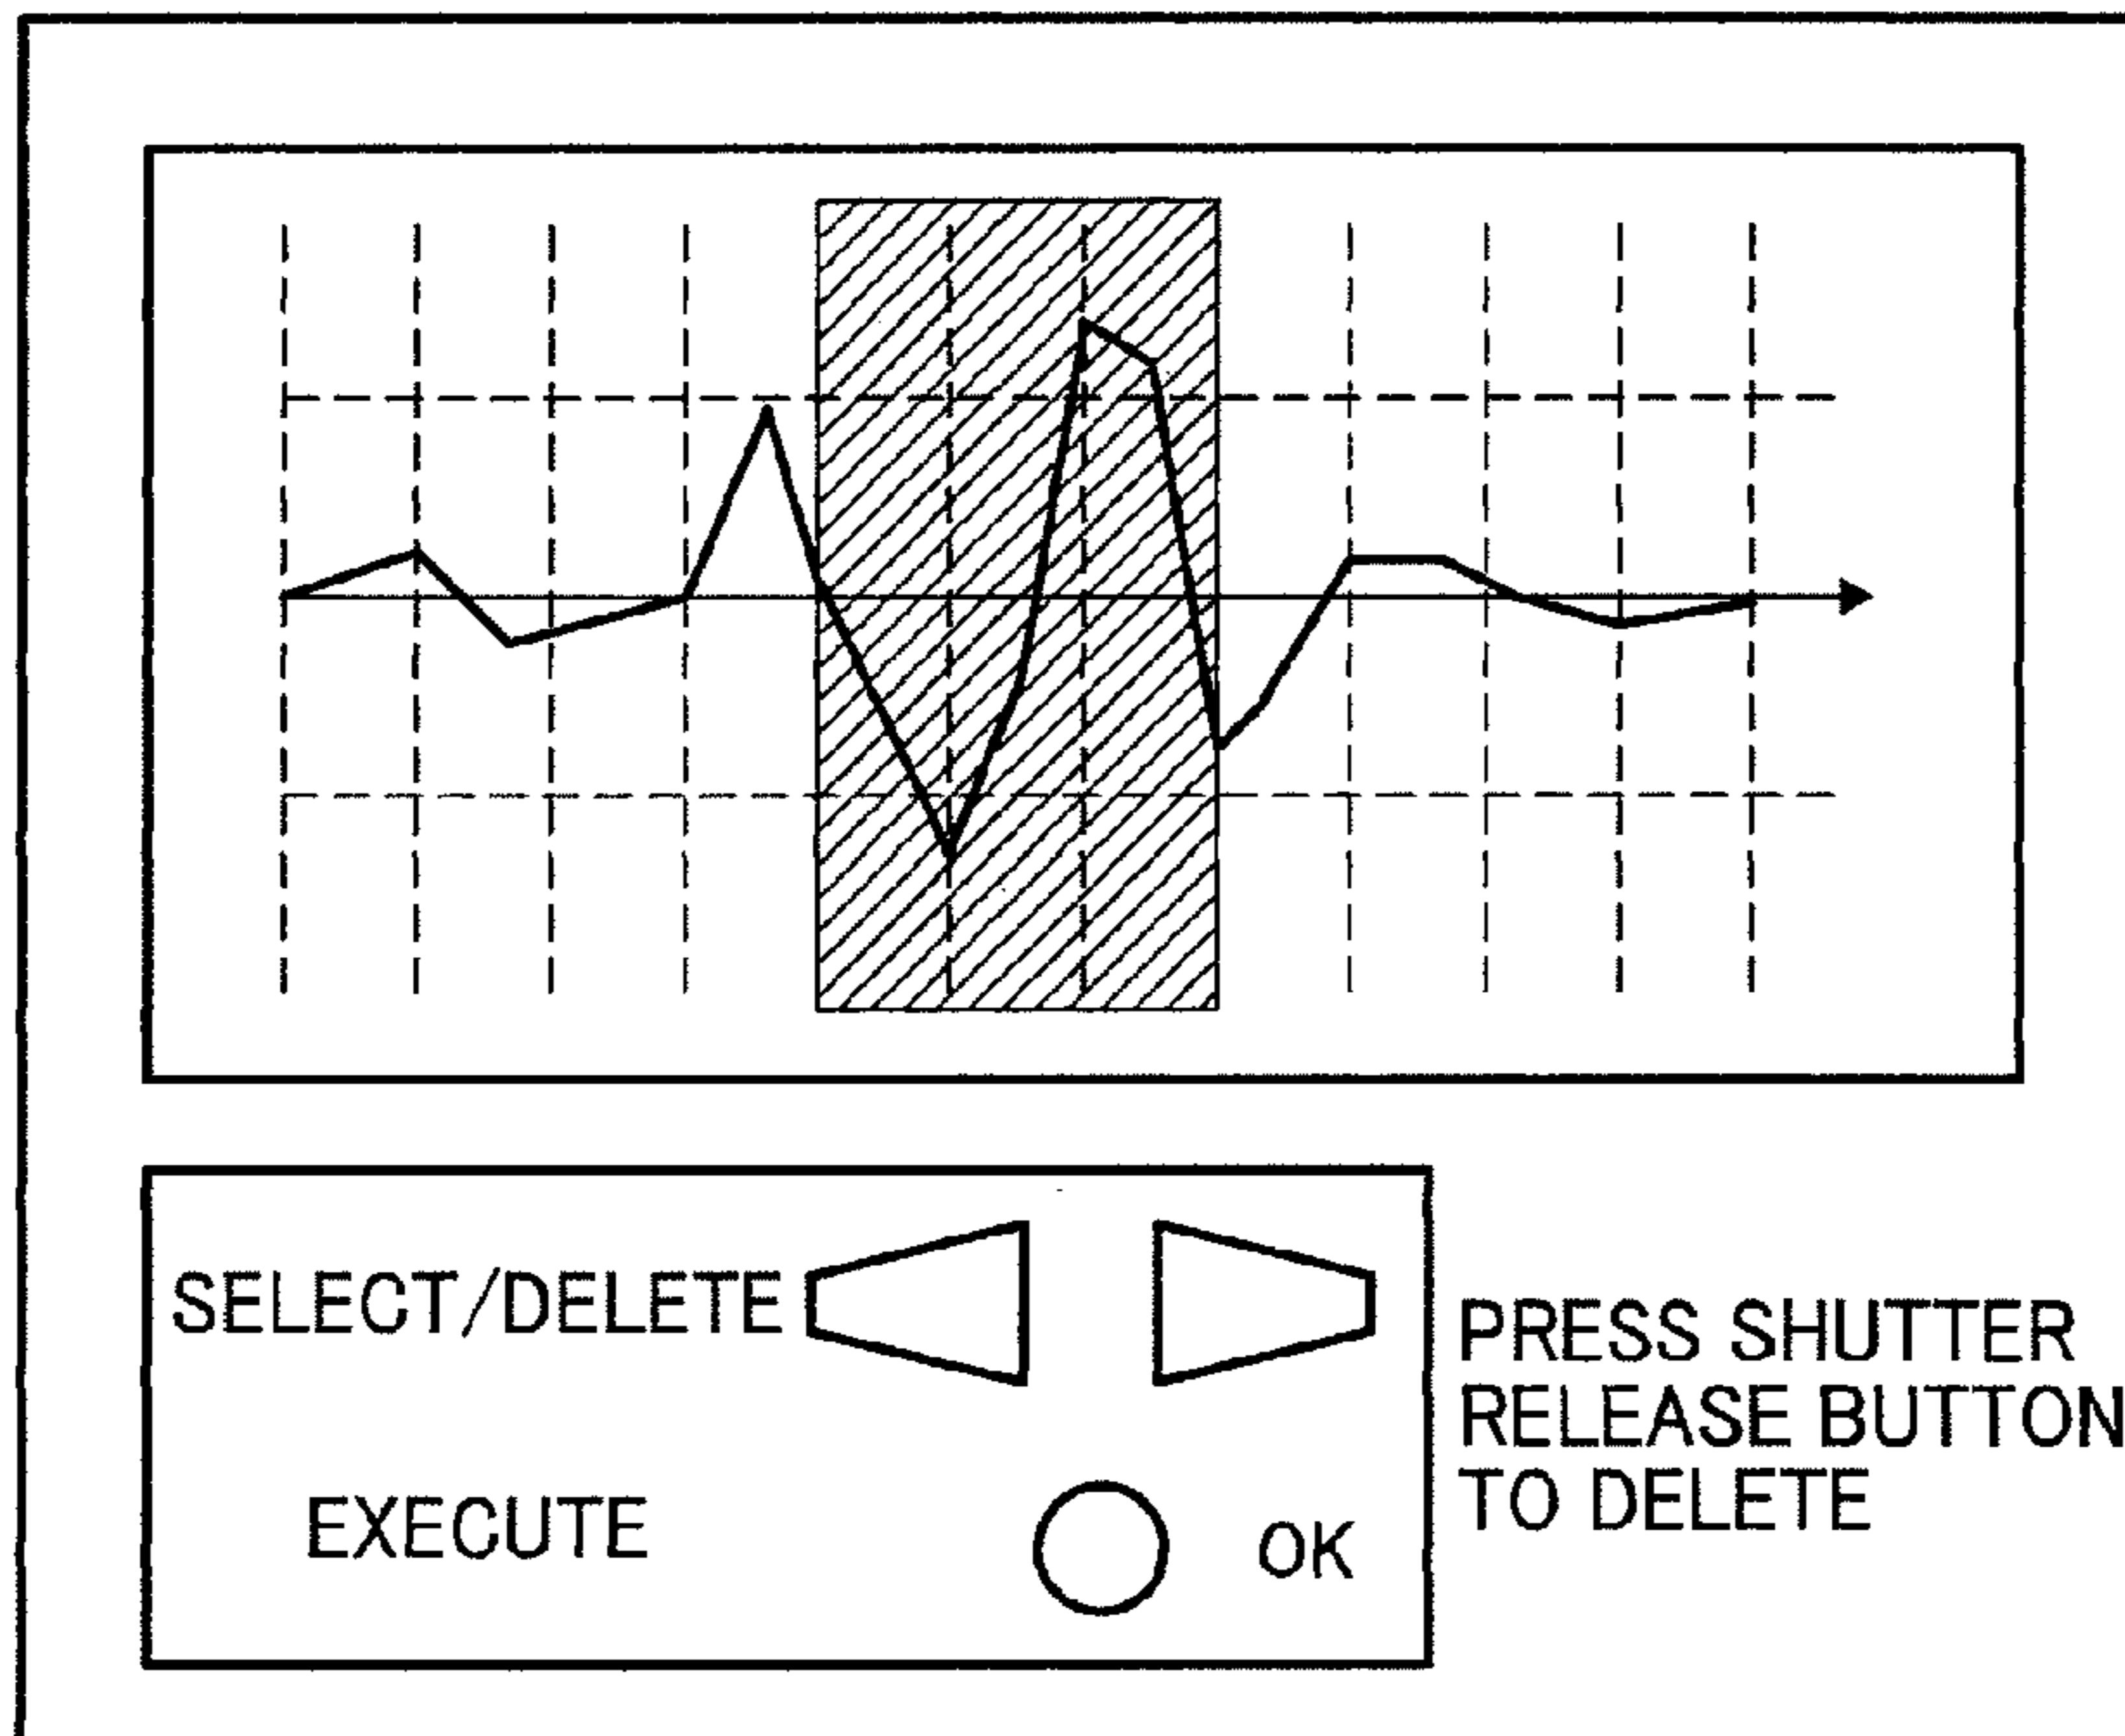 SELECT/DELETE
EXECUTE
OK
PRESS SHUTTER
RELEASE BUTTON
TO DELETE